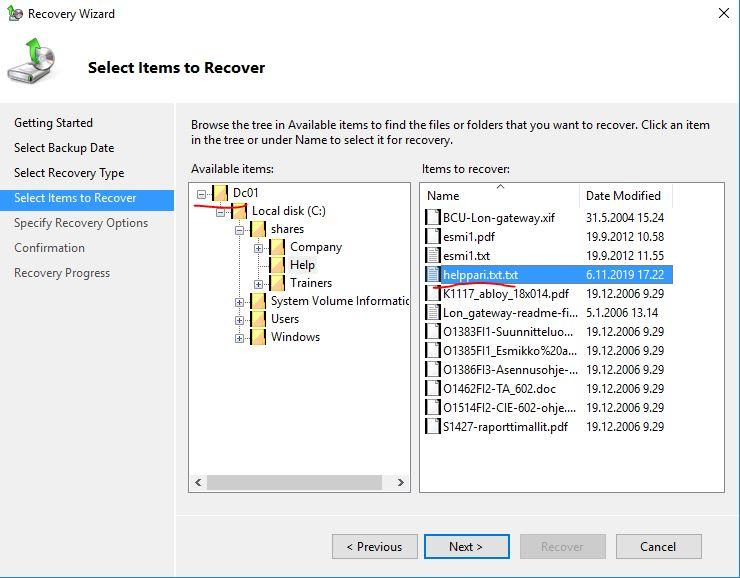 Recovery Wizard
Select Items to Recover
Getting Started
Select Backup Date
Select Recovery Type
Select Items to Recover
Specify Recovery Options
Confirmation
Recovery Progress
Browse the tree in Available items to find the files or folders that you want to recover. Click an item
in the tree or under Name to select it for recovery.
Available items:
Dc01
Local disk (C:)
shares
Company
Help
Trainers
System Volume Informatic
Users
Windows
Items to recover:
Name Date Modified
BCU-Lon-gateway.xif 31.5.2004 15.24
esmi1.pdf 19.9.2012 10.58
esmi1.txt 19.9.2012 11.55
helppari.txt.txt 6.11.2019 17.22
K1117_abloy_18x014.pdf 19.12.2006 9.29
Lon_gateway-readme-fi... 5.1.2006 13.14
O1383FI1-Suunnitteluo... 19.12.2006 9.29
O1385FI1_Esmikko%20a... 19.12.2006 9.29
O1386FI3-Asennusohje-... 19.12.2006 9.29
O1462FI2-TA_602.doc 19.12.2006 9.29
O1514FI2-CIE-602-ohje.... 19.12.2006 9.29
S1427-raporttimallit.pdf 19.12.2006 9.29
< Previous
Next >
Recover
Cancel